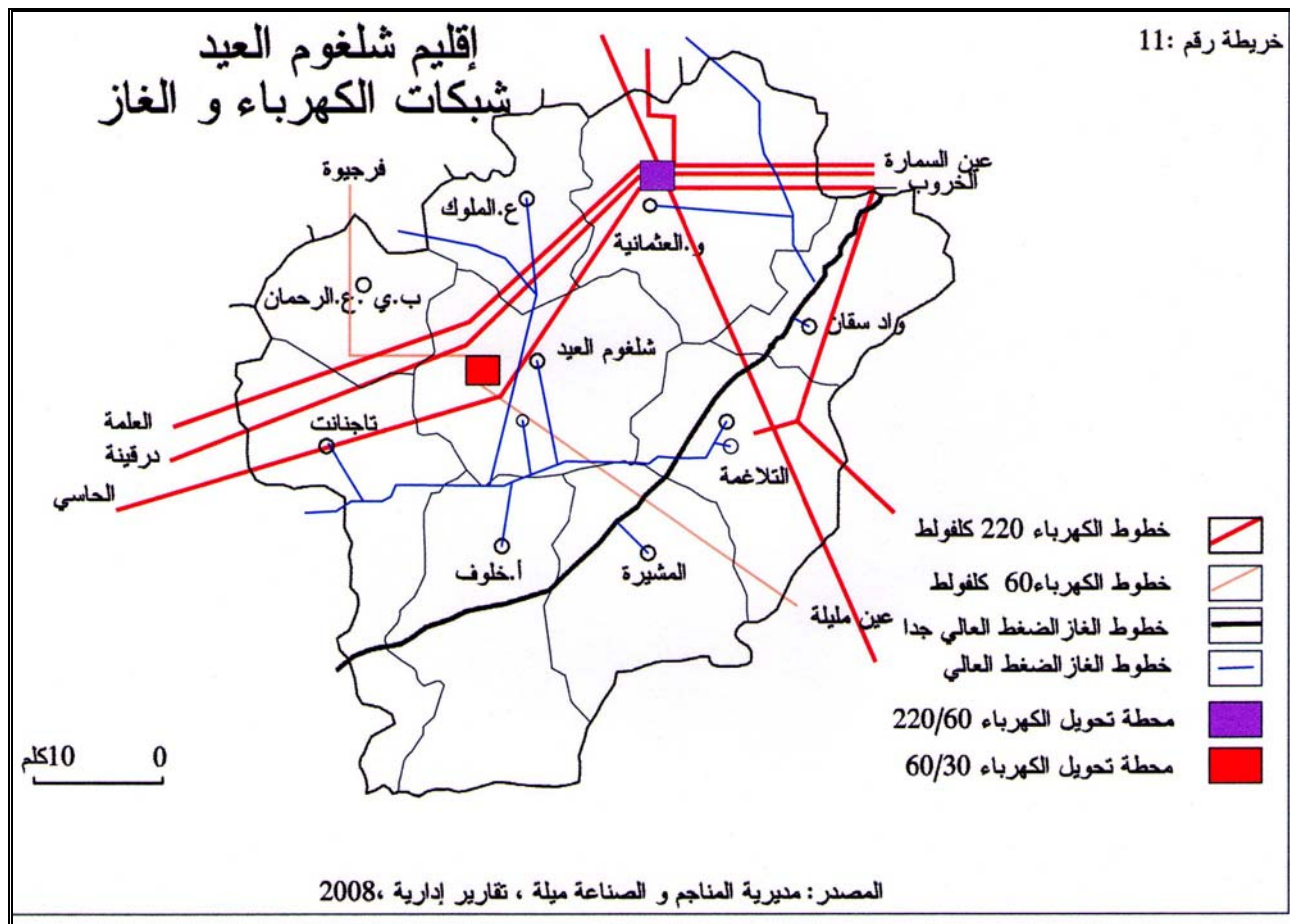 خريطة رقم :11
إقليم شلغوم العيد
شبكات الكهرباء و الغاز
عين السمارة
الخروب
فرجيوة
ع.الملوك
و.العثمانية
ب.ي .ع.الرحمان
واد سقان
شلغوم العيد
العلمة
تاجنانت
درقينة
التلاغمة
الحاسي
أ.خلوف
المشيرة
عين مليلة
خطوط الكهرباء 220 كلفولط
خطوط الكهرباء60 كلفولط
خطوط الغاز الضغط العالي جدا
خطوط الغاز الضغط العالي
محطة تحويل الكهرباء 220/60
محطة تحويل الكهرباء 60/30
0 10كلم
المصدر: مديرية المناجم و الصناعة ميلة ، تقارير إدارية ،2008